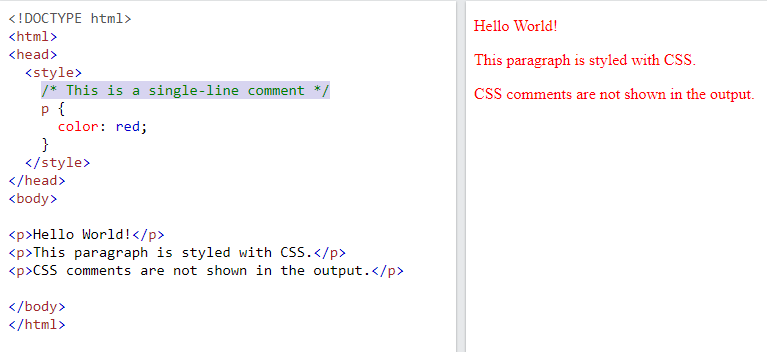 <!DOCTYPE html>
<html>
<head>
<style>
/* This is a single-line comment */
p {
color: red;
}
</style>
</head>
<body>
<p>Hello World!</p>
<p>This paragraph is styled with CSS.</p>
<p>CSS comments are not shown in the output.</p>
</body>
</html>
Hello World!
This paragraph is styled with CSS.
CSS comments are not shown in the output.